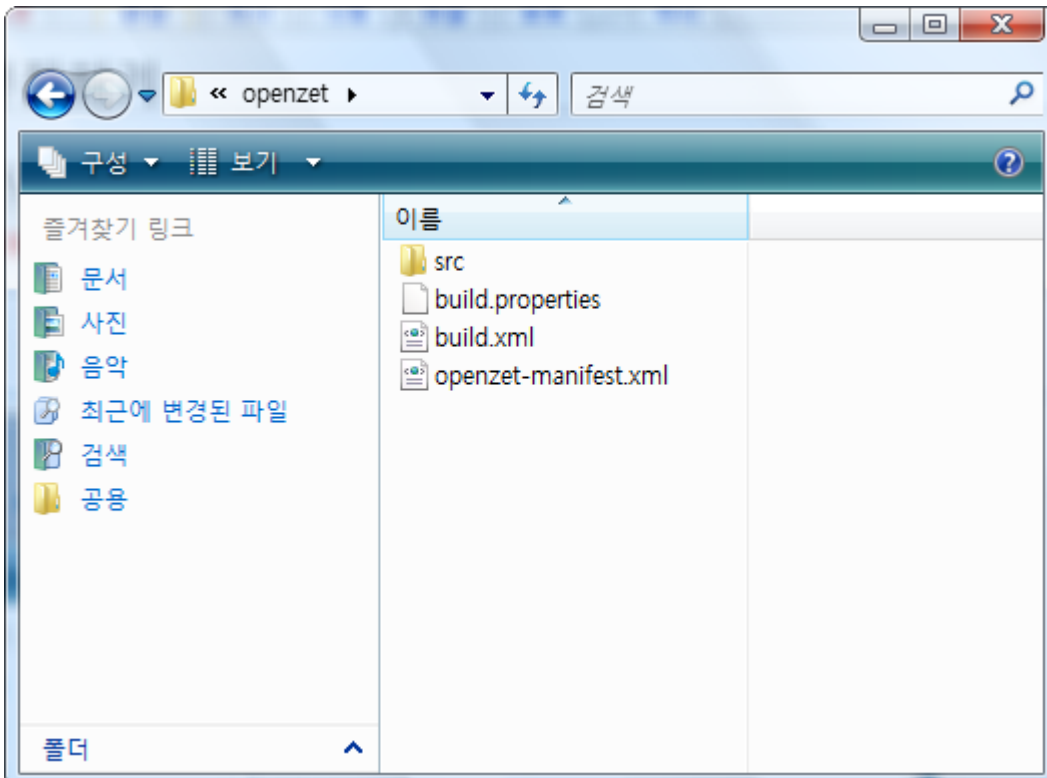 « openzet
검색
구성 보기
즐겨찾기 링크
문서
사진
음악
최근에 변경된 파일
검색
공용
폴더
이름
src
build.properties
build.xml
openzet-manifest.xml